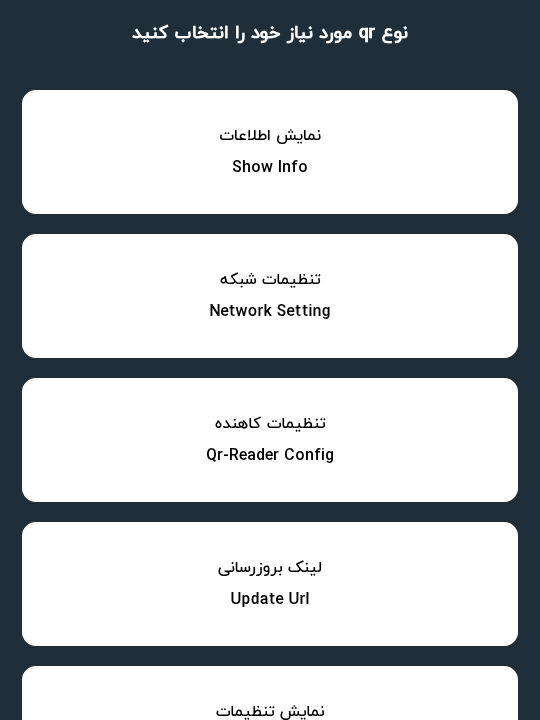 نوع qr مورد نیاز خود را انتخاب کنید
نمایش اطلاعات
Show Info
تنظیمات شبکه
Network Setting
تنظیمات کاهنده
Qr-Reader Config
لینک بروزرسانی
Update Url
نمایش تنظیمات